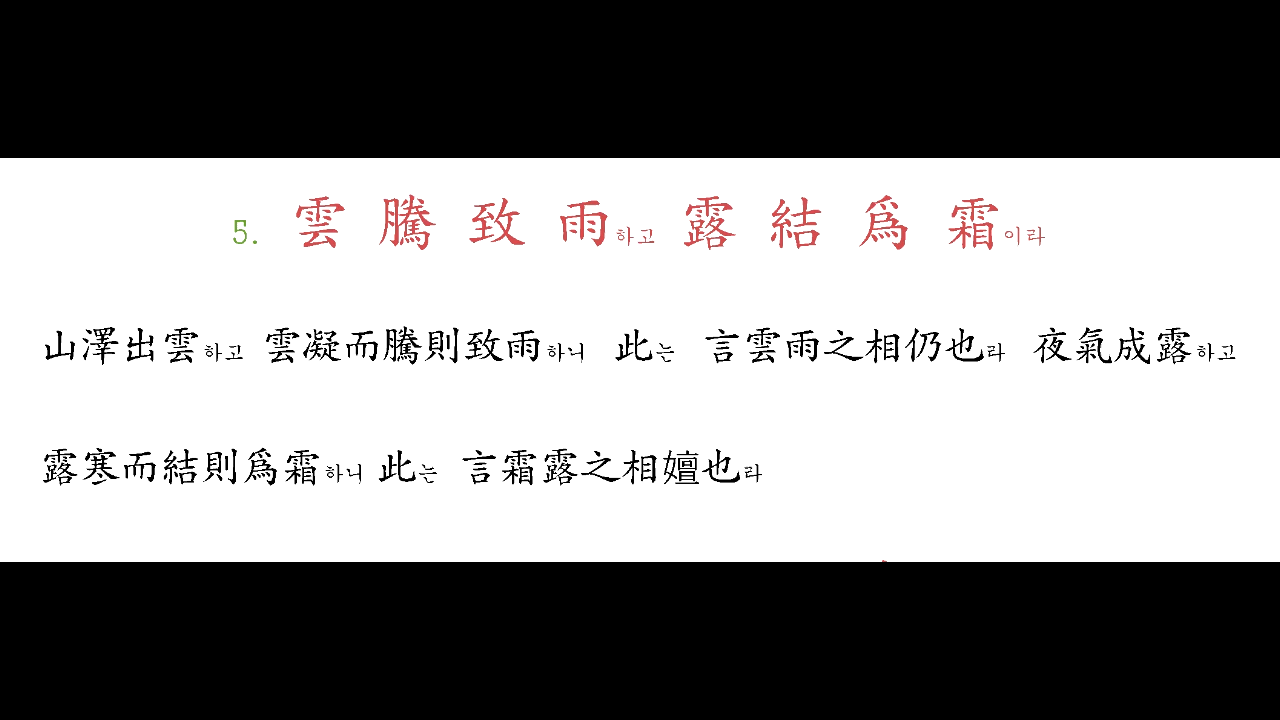 5. 雲 騰 致 雨하고 露 結 爲 霜이라
山澤出雲하고 雲凝而騰則致雨하니 此는 言雲雨之相仍也라 夜氣成露하고
露寒而結則爲霜하니 此는 言霜露之相嬗也라